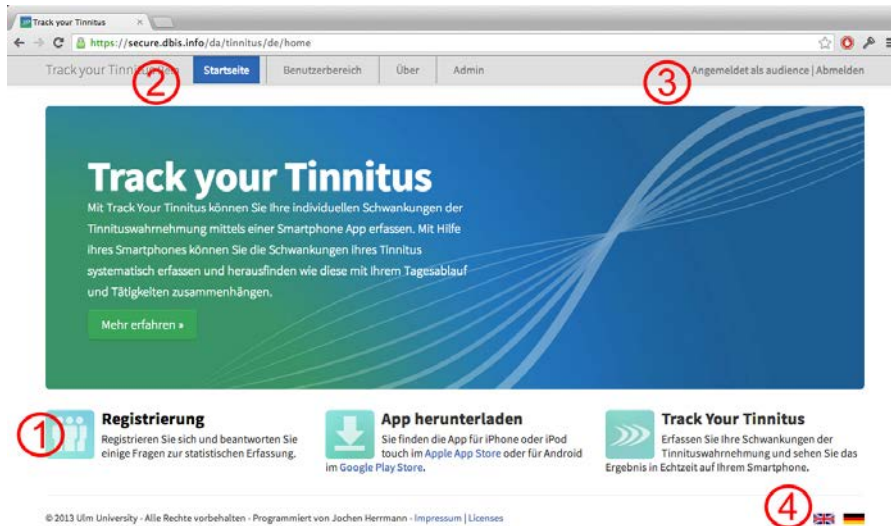 Track your Tinnitus
https://secure.dbis.info/da/tinnitus/de/home
Startseite Benutzerbereich Über Admin Angemeldet als audience | Abmelden
2
3
Track your Tinnitus
Mit Track Your Tinnitus können Sie Ihre individuellen Schwankungen der
Tinnituswahrnehmung mittels einer Smartphone App erfassen. Mit Hilfe
ihres Smartphones können Sie die Schwankungen ihres Tinnitus
systematisch erfassen und herausfinden wie diese mit Ihrem Tagesablauf
und Tätigkeiten zusammenhängen.
Mehr erfahren »
1
Registrierung
Registrieren Sie sich und beantworten Sie
einige Fragen zur statistischen Erfassung.
App herunterladen
Sie finden die App für iPhone oder iPod
touch im Apple App Store oder für Android
im Google Play Store.
Track Your Tinnitus
Erfassen Sie Ihre Schwankungen der
Tinnituswahrnehmung und sehen Sie das
Ergebnis in Echtzeit auf Ihrem Smartphone.
4
© 2013 Ulm University - Alle Rechte vorbehalten - Programmiert von Jochen Herrmann - Impressum | Licenses